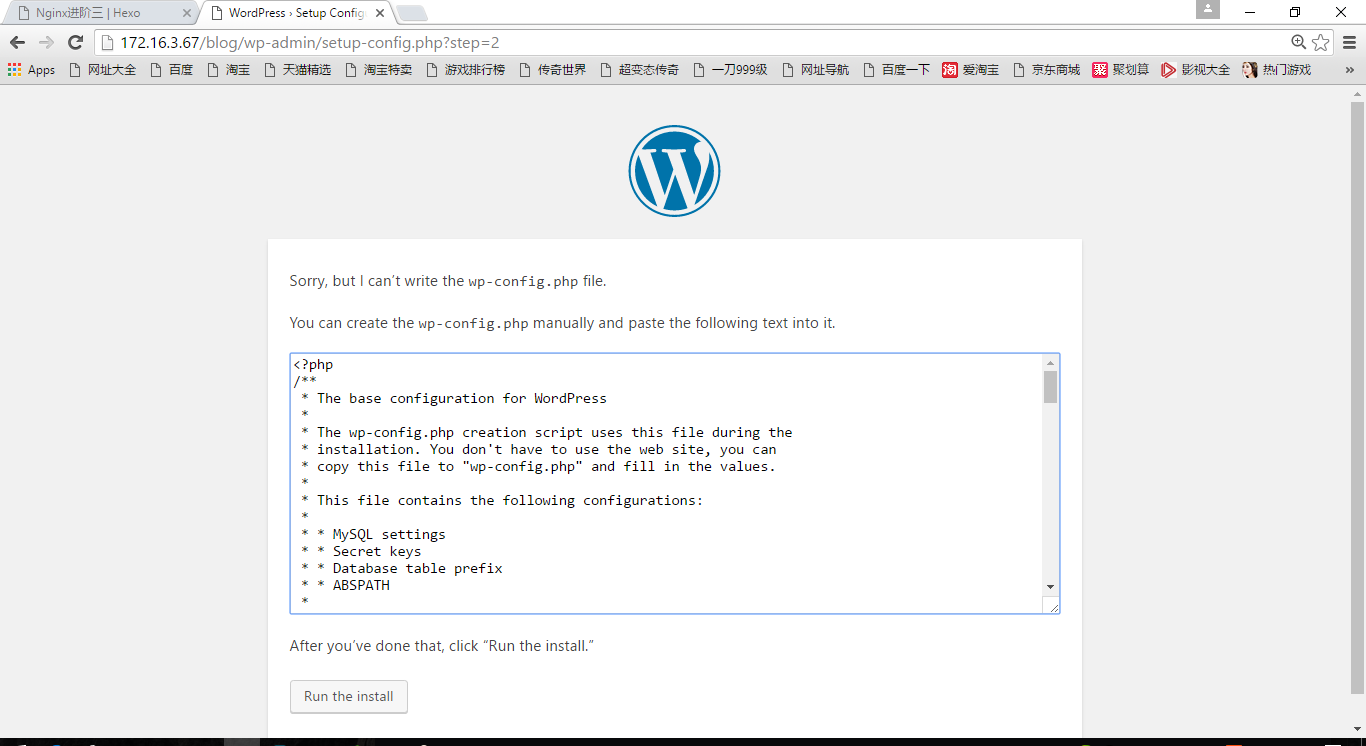 Nginx进阶三 | Hexo
WordPress › Setup Config
172.16.3.67/blog/wp-admin/setup-config.php?step=2
Apps 网址大全 百度 淘宝 天猫精选 淘宝特卖 游戏排行榜 传奇世界 超变态传奇 一刀999级 网址导航 百度一下 爱淘宝 京东商城 聚划算 影视大全 热门游戏 »
Sorry, but I can’t write the wp-config.php file.
You can create the wp-config.php manually and paste the following text into it.
<?php
/**
 * The base configuration for WordPress
 *
 * The wp-config.php creation script uses this file during the
 * installation. You don't have to use the web site, you can
 * copy this file to "wp-config.php" and fill in the values.
 *
 * This file contains the following configurations:
 *
 * * MySQL settings
 * * Secret keys
 * * Database table prefix
 * * ABSPATH
 *
After you’ve done that, click “Run the install.”
Run the install